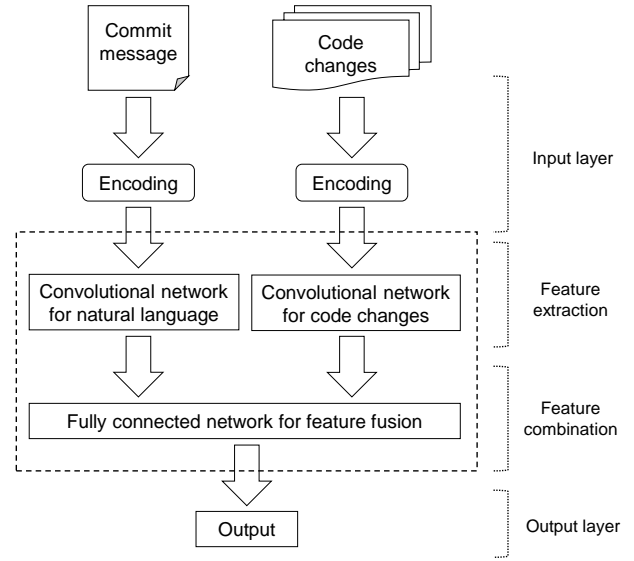 Commit
message
Code
changes
Input layer
Encoding
Encoding
Convolutional network
for natural language
Convolutional network
for code changes
Feature
extraction
Fully connected network for feature fusion
Feature
combination
Output
Output layer